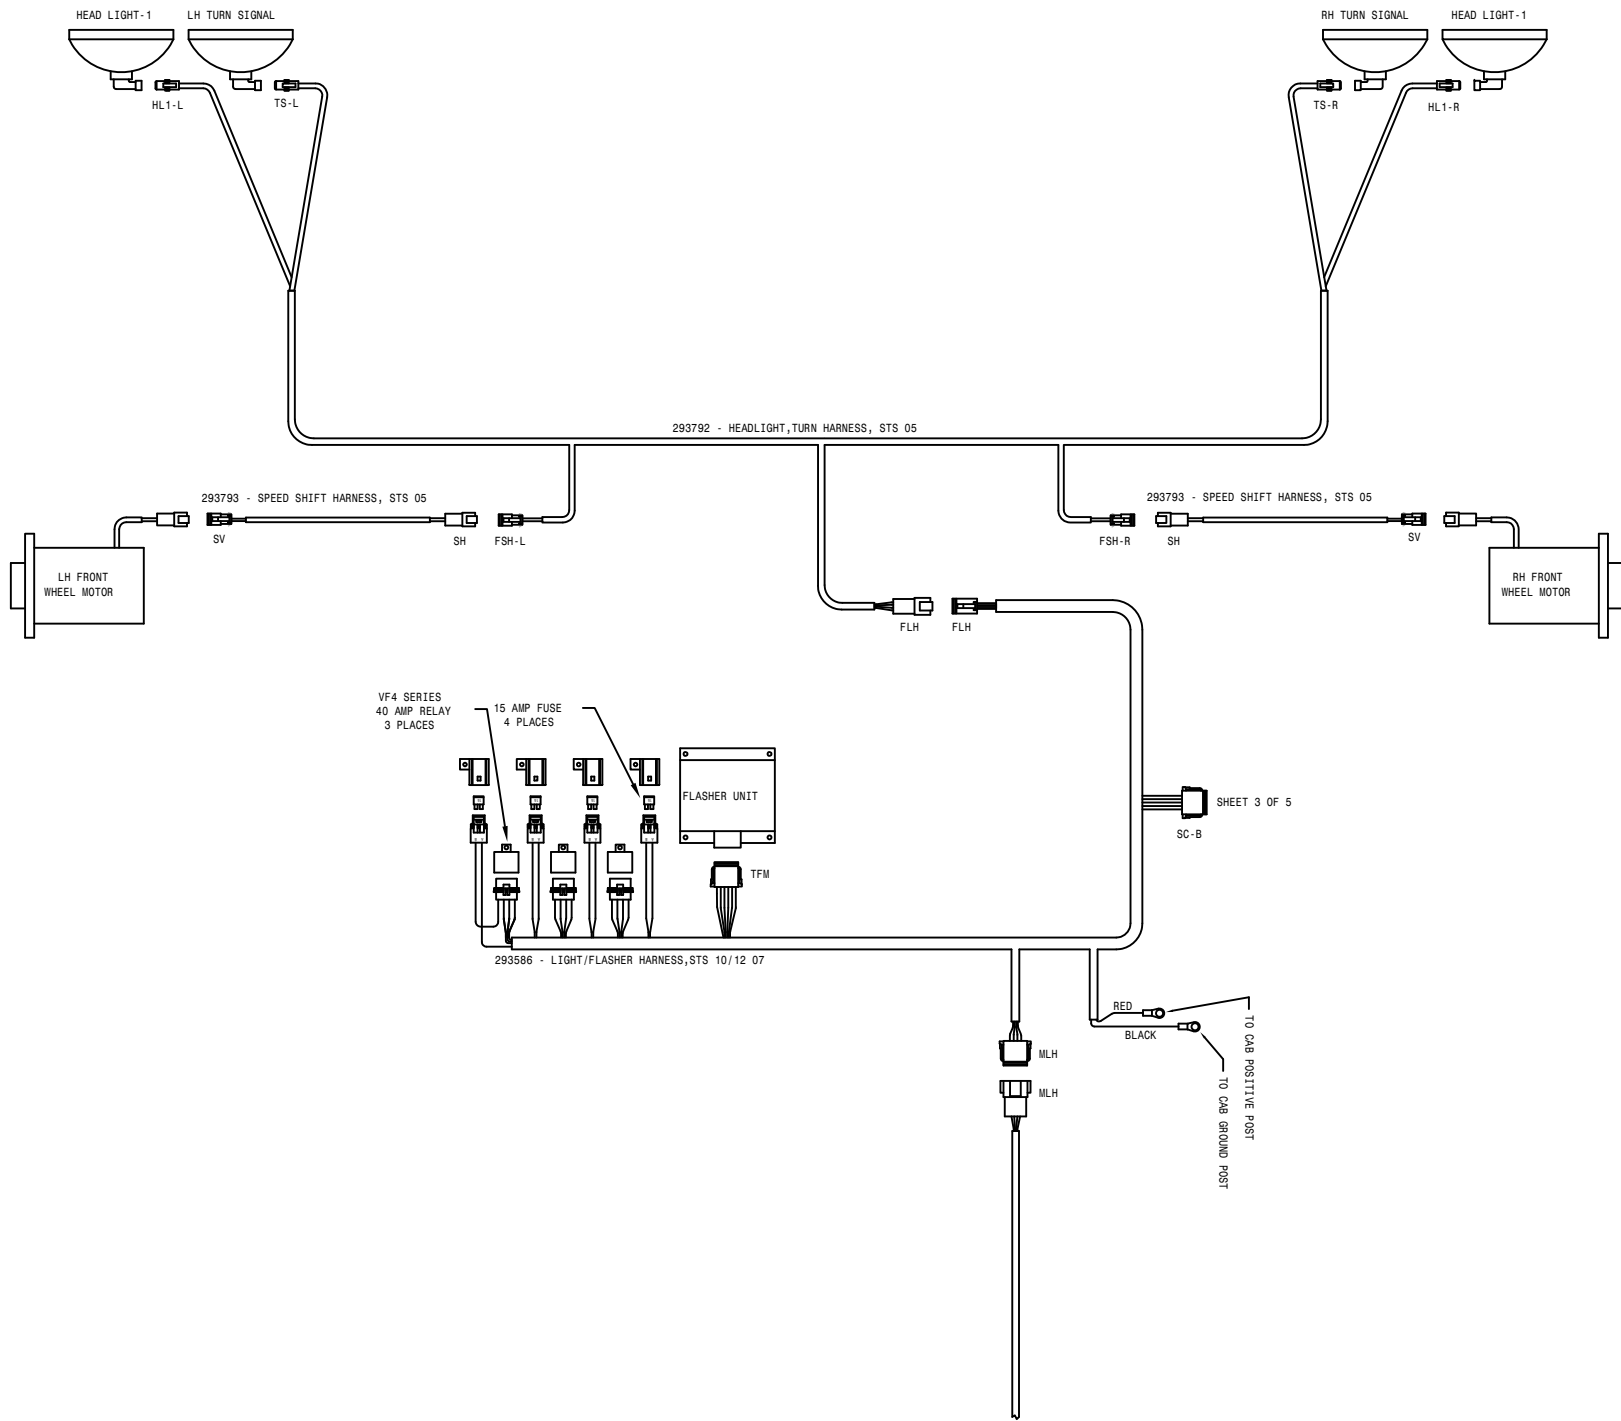 HEAD LIGHT-1
LH TURN SIGNAL
RH TURN SIGNAL
HEAD LIGHT-1
HL1-L
TS-L
TS-R
HL1-R
293792 - HEADLIGHT,TURN HARNESS, STS 05
293793 - SPEED SHIFT HARNESS, STS 05
293793 - SPEED SHIFT HARNESS, STS 05
SV
SH
FSH-L
FSH-R
SH
SV
LH FRONT
WHEEL MOTOR
RH FRONT
WHEEL MOTOR
FLH
FLH
VF4 SERIES
40 AMP RELAY
3 PLACES
15 AMP FUSE
4 PLACES
FLASHER UNIT
SHEET 3 OF 5
SC-B
TFM
293586 - LIGHT/FLASHER HARNESS,STS 10/12 07
RED
BLACK
TO CAB POSITIVE POST
TO CAB GROUND POST
MLH
MLH